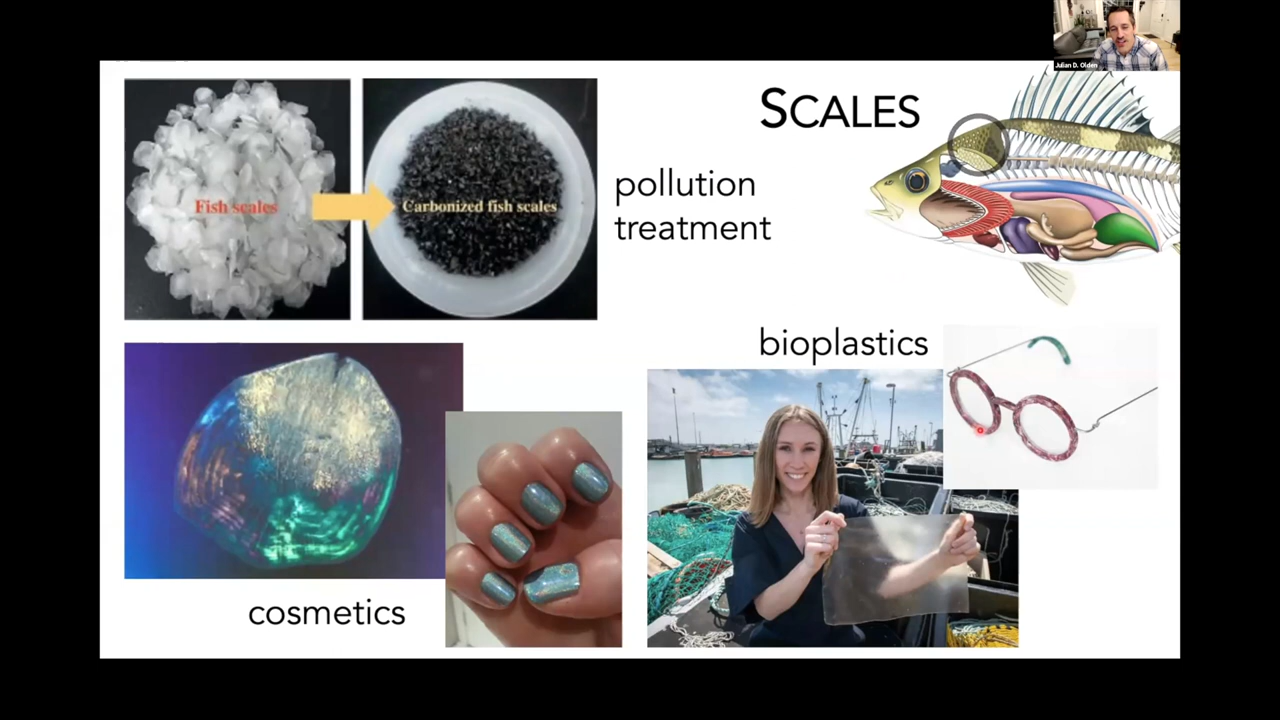 Julian D. Olden
SCALES
Fish scales
Carbonized fish scales
pollution
treatment
bioplastics
cosmetics